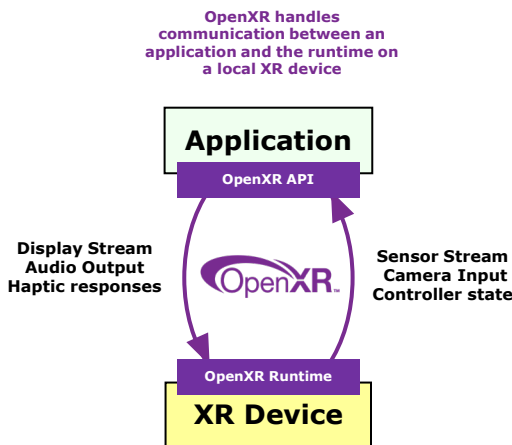 OpenXR handles
communication between an
application and the runtime on
a local XR device
Application
OpenXR API
Display Stream
Audio Output
Haptic responses
OpenXR™
Sensor Stream
Camera Input
Controller state
OpenXR Runtime
XR Device